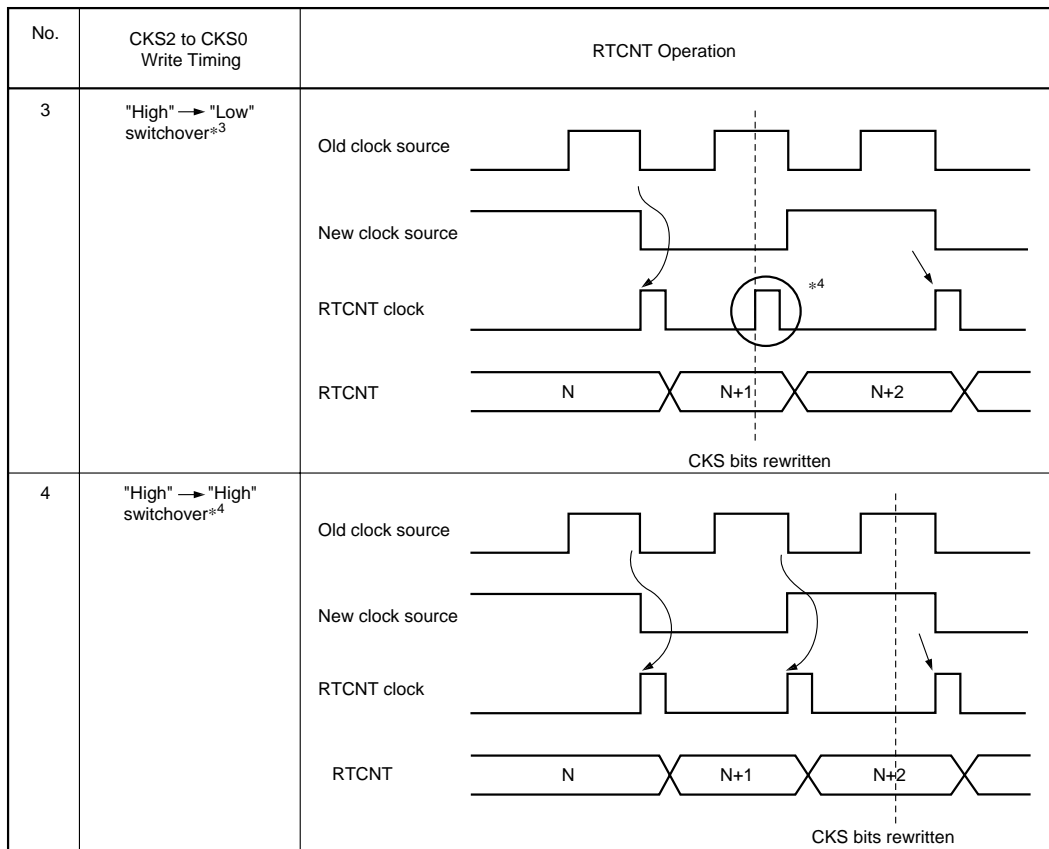 No.
CKS2 to CKS0
Write Timing
RTCNT Operation
3
"High" → "Low"
switchover*3
Old clock source
New clock source
RTCNT clock
*4
RTCNT
N
N+1
N+2
CKS bits rewritten
4
"High" → "High"
switchover*4
Old clock source
New clock source
RTCNT clock
RTCNT
N
N+1
N+2
CKS bits rewritten